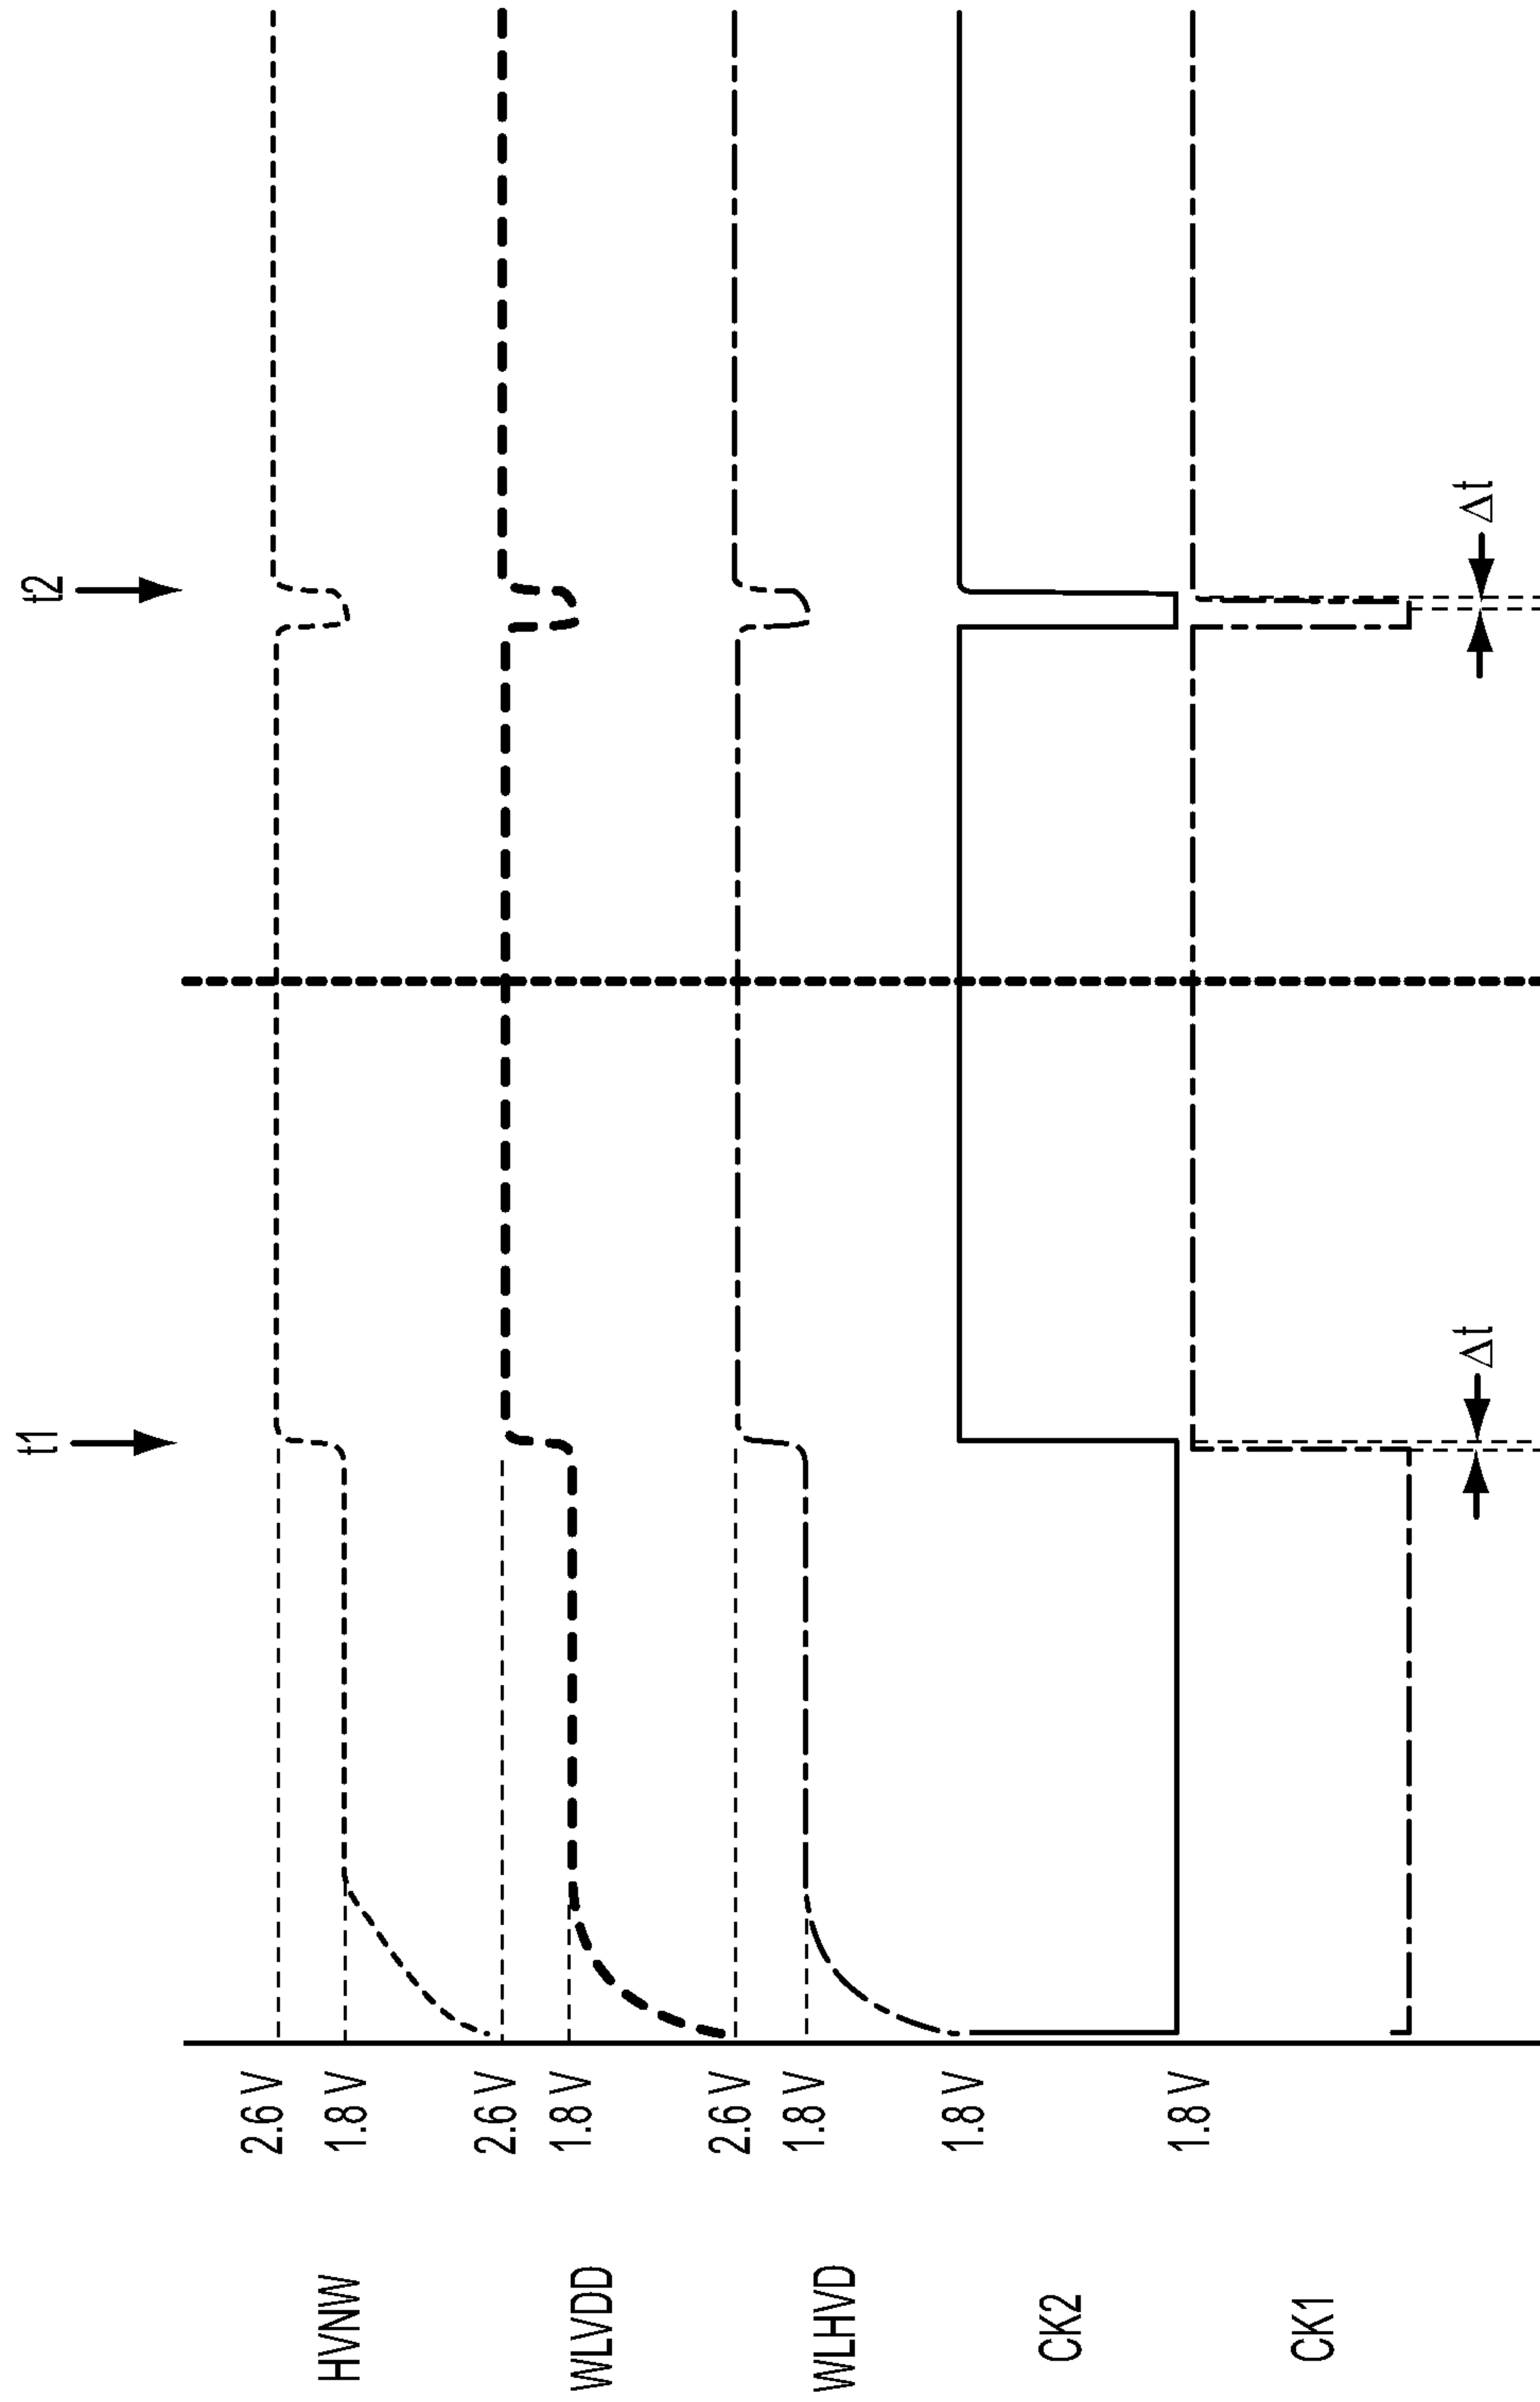 t1
t2
HVNW
2.6 V
1.8 V
WLVDD
2.6 V
1.8 V
WLHVD
2.6 V
1.8 V
CK2
1.8 V
CK1
1.8 V
Δt
Δt